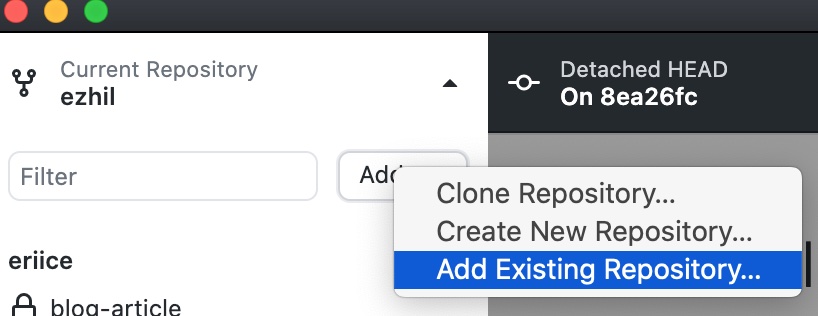 Current Repository
ezhil
Detached HEAD
On 8ea26fc
Filter
Add
Clone Repository...
Create New Repository...
Add Existing Repository...
eriice
blog-article